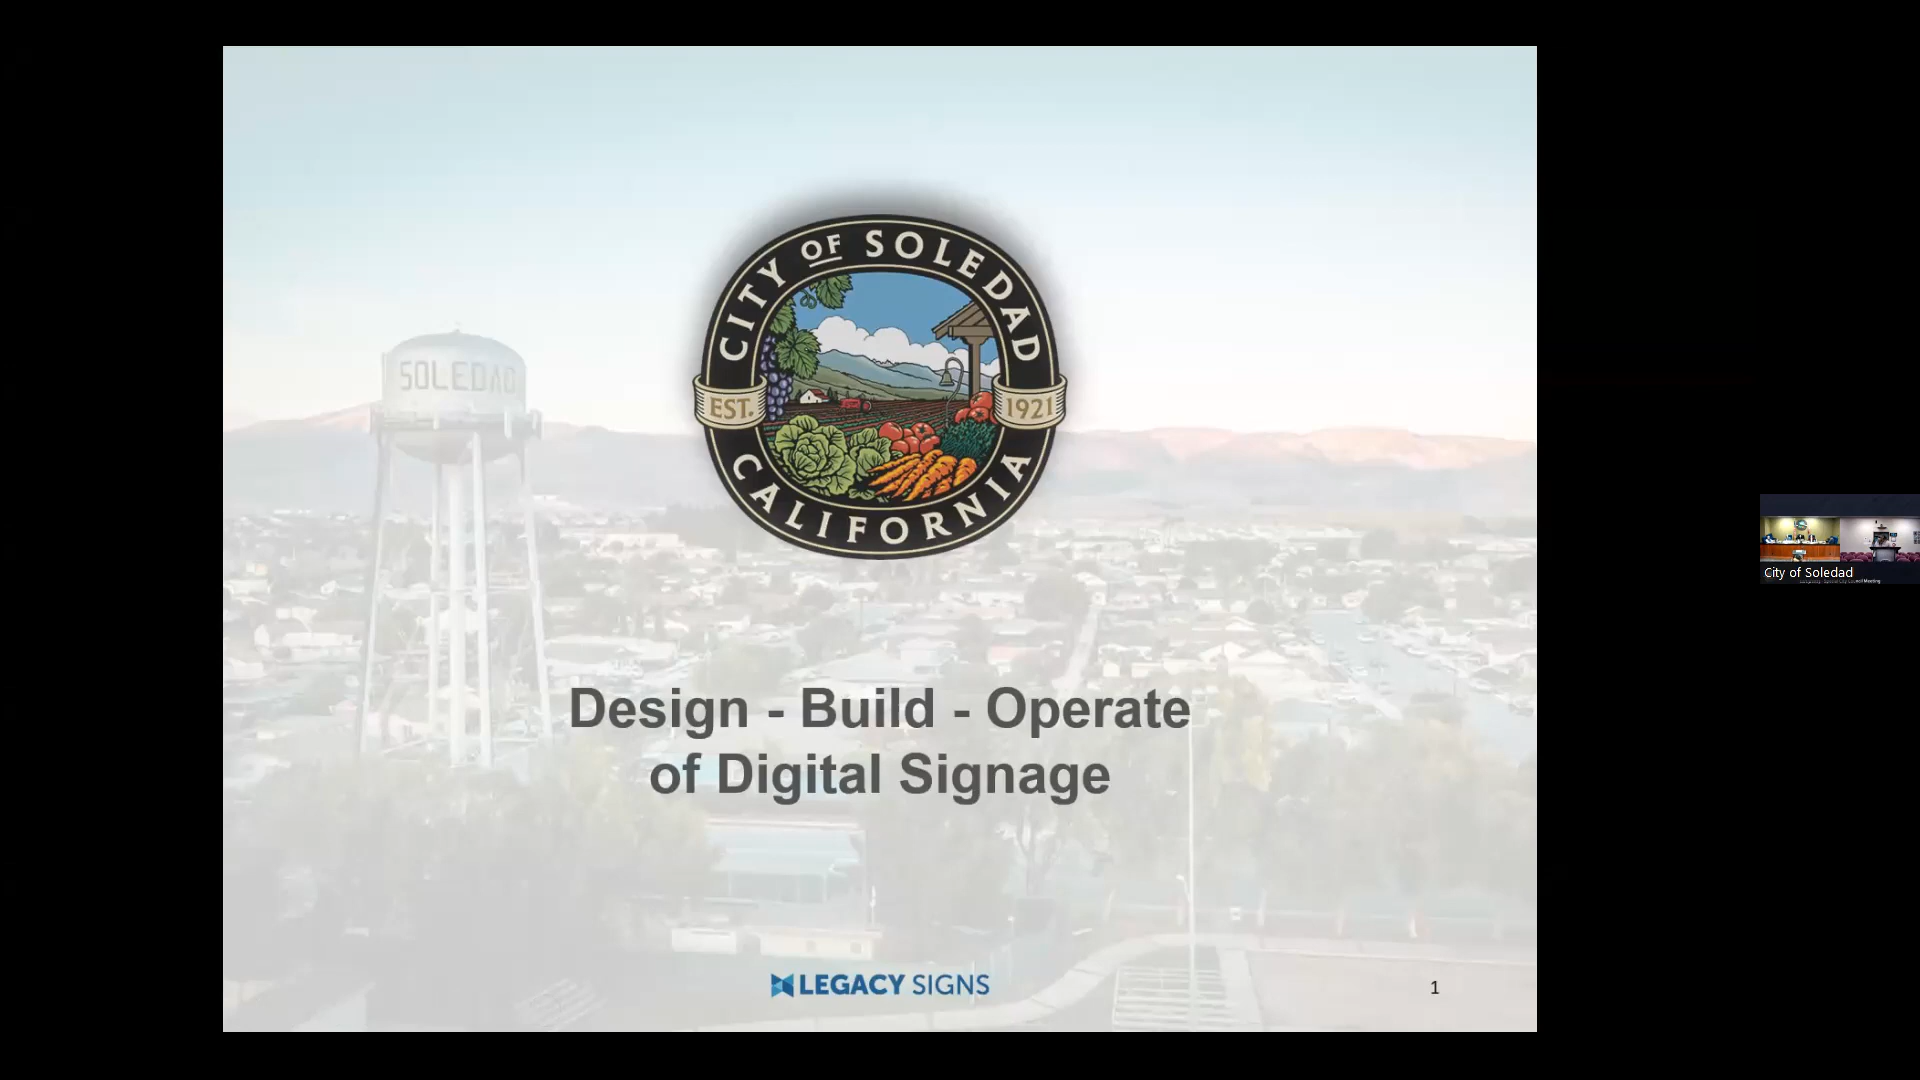 CITY OF SOLEDAD
EST. 1921
CALIFORNIA
SOLEDAD
Design - Build - Operate
of Digital Signage
LEGACY SIGNS
1
City of Soledad